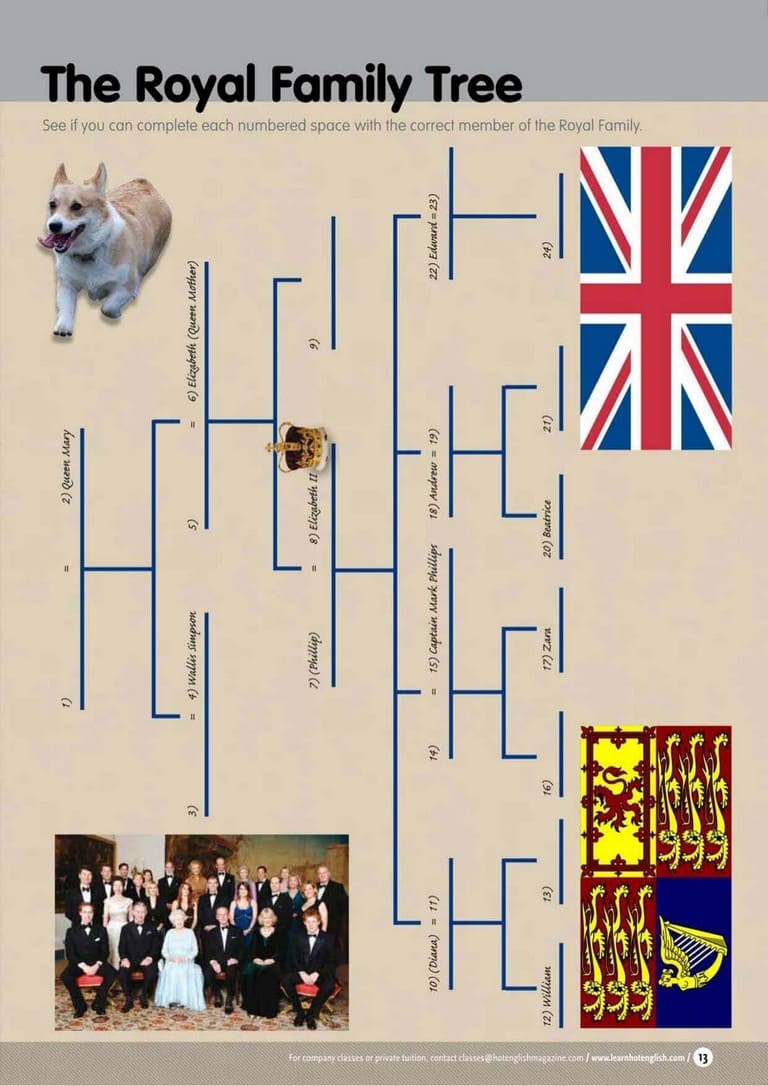 The Royal Family Tree
See if you can complete each numbered space with the correct member of the Royal Family.
1) = 2) Queen Mary
3) = 4) Wallis Simpson
5) = 6) Elizabeth (Queen Mother)
7) (Phillip) = 8) Elizabeth II
9)
10) (Diana) = 11)
14) = 15) Captain Mark Phillips
18) Andrew = 19)
22) Edward = 23)
12) William
13)
16)
17) Zara
20) Beatrice
21)
24)
For company classes or private tuition, contact classes@hotenglishmagazine.com / www.learnhotenglish.com / 13